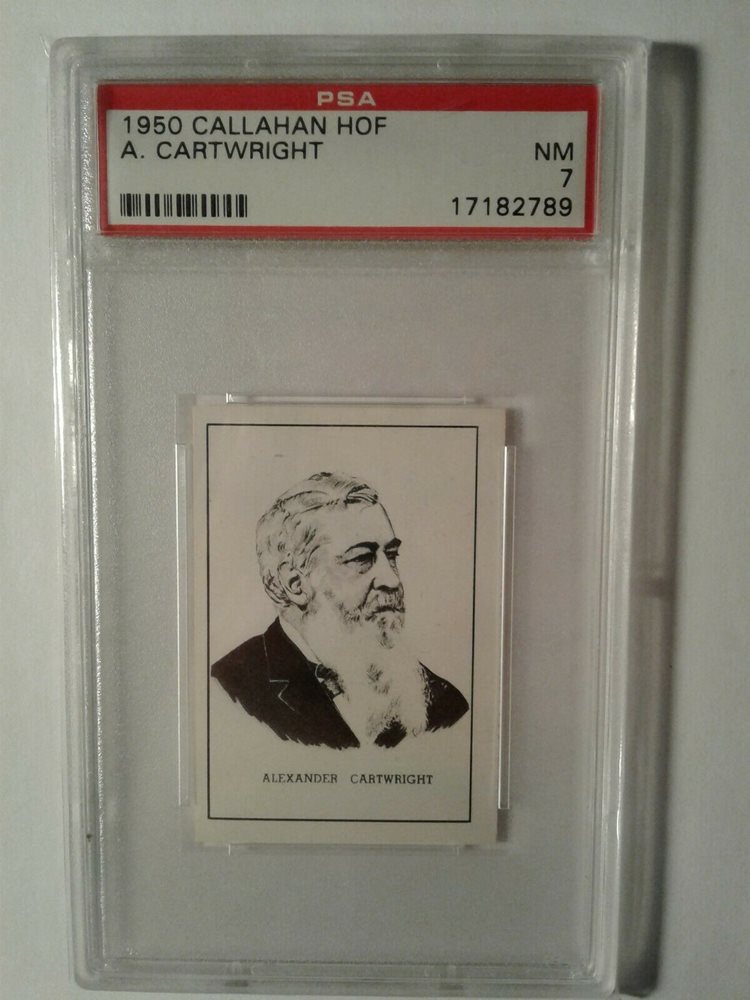 PSA
1950 CALLAHAN HOF
A. CARTWRIGHT NM
7
17182789
ALEXANDER CARTWRIGHT